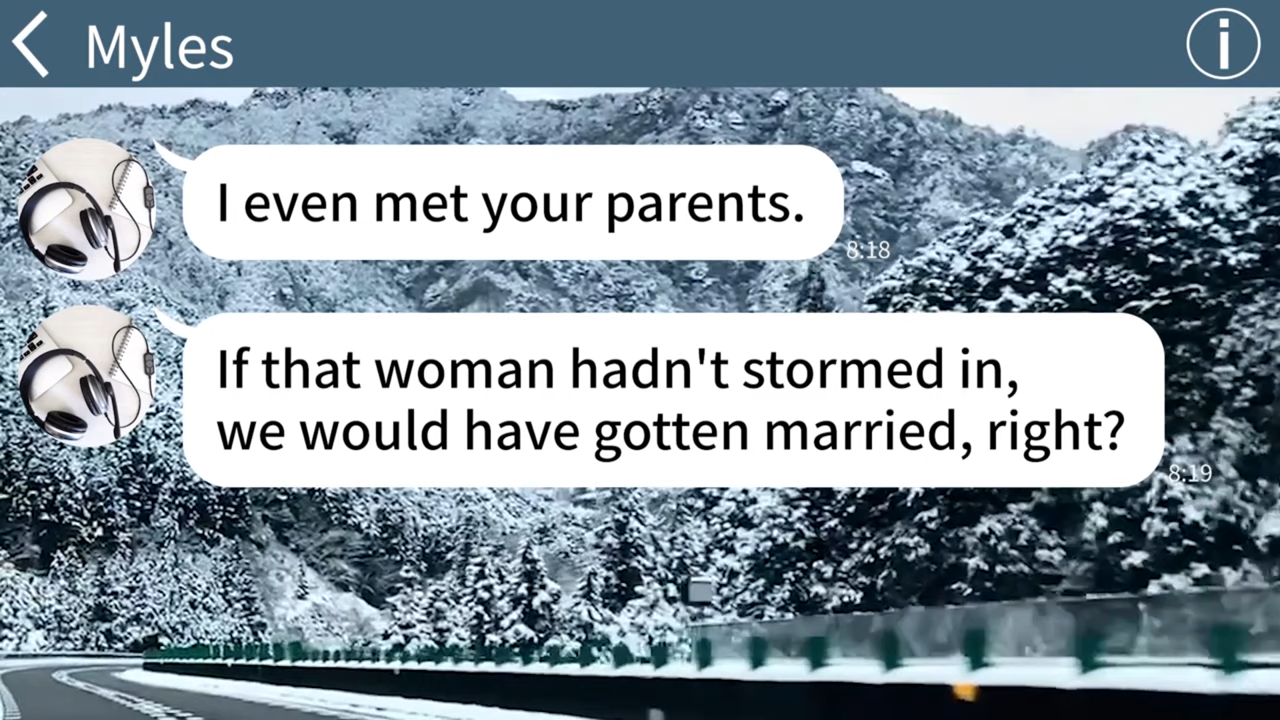 Myles
I even met your parents.
8:18
If that woman hadn't stormed in,
we would have gotten married, right?
8:19